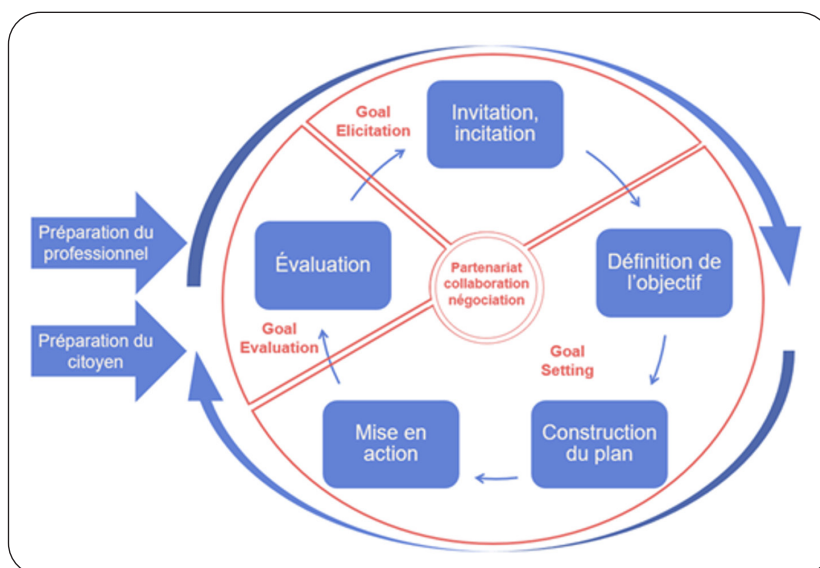 Goal
Elicitation
Invitation,
incitation
Préparation du
professionnel
Évaluation
Partenariat
collaboration
négociation
Définition de
l'objectif
Préparation du
citoyen
Goal
Evaluation
Goal
Setting
Mise en
action
Construction
du plan